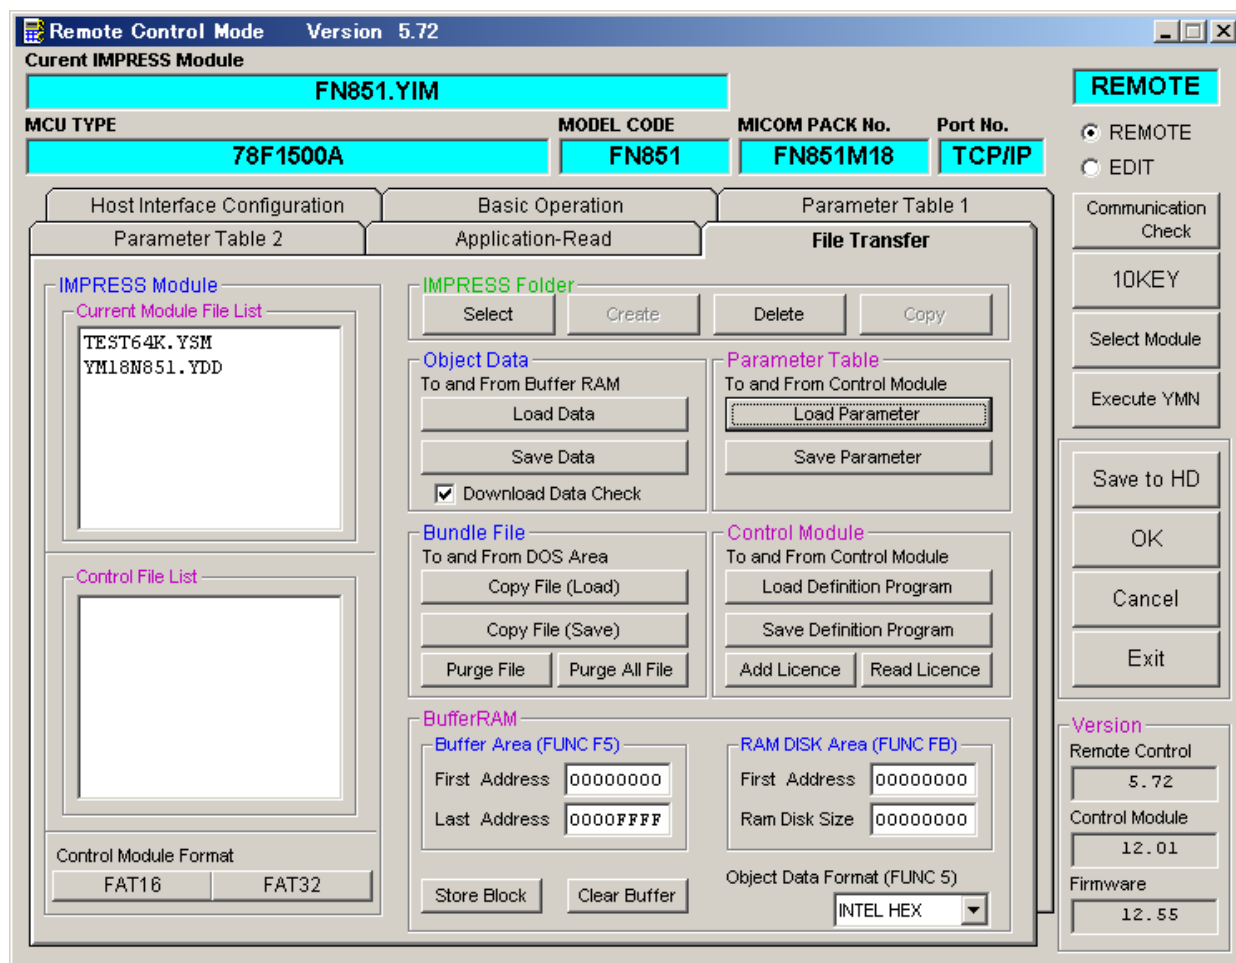 Remote Control Mode Version 5.72
Curent IMPRESS Module
FN851.YIM
REMOTE
MCU TYPE
MODEL CODE
MICOM PACK No.
Port No.
78F1500A
FN851
FN851M18
TCP/IP
REMOTE
EDIT
Host Interface Configuration
Basic Operation
Parameter Table 1
Parameter Table 2
Application-Read
File Transfer
Communication
Check
10KEY
Select Module
Execute YMN
Save to HD
OK
Cancel
Exit
IMPRESS Module
Current Module File List
TEST64K.YSM
YM18N851.YDD
Control File List
Control Module Format
FAT16
FAT32
IMPRESS Folder
Select
Create
Delete
Copy
Object Data
To and From Buffer RAM
Load Data
Save Data
Download Data Check
Parameter Table
To and From Control Module
Load Parameter
Save Parameter
Bundle File
To and From DOS Area
Copy File (Load)
Copy File (Save)
Purge File
Purge All File
Control Module
To and From Control Module
Load Definition Program
Save Definition Program
Add Licence
Read Licence
BufferRAM
Buffer Area (FUNC F5)
First Address 00000000
Last Address 0000FFFF
RAM DISK Area (FUNC FB)
First Address 00000000
Ram Disk Size 00000000
Store Block
Clear Buffer
Object Data Format (FUNC 5)
INTEL HEX
Version
Remote Control
5.72
Control Module
12.01
Firmware
12.55